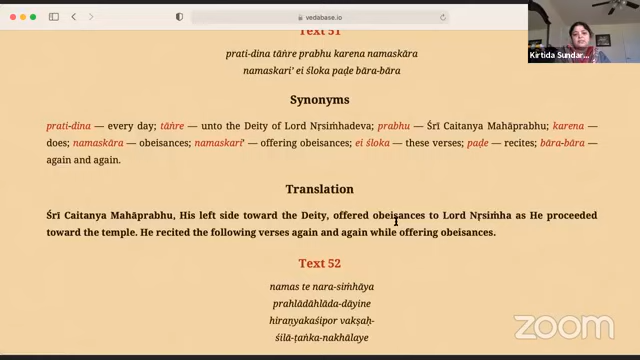 vedabase.io
Kirtida Sundar...
Text 51
prati-dina tāṅre prabhu karena namaskāra
namaskari' ei śloka paḍe bāra-bāra
Synonyms
prati-dina — every day; tāṅre — unto the Deity of Lord Nṛsiṁhadeva; prabhu — Śrī Caitanya Mahāprabhu; karena —
does; namaskāra — obeisances; namaskari' — offering obeisances; ei śloka — these verses; paḍe — recites; bāra-bāra —
again and again.
Translation
Śrī Caitanya Mahāprabhu, His left side toward the Deity, offered obeisances to Lord Nṛsiṁha as He proceeded
toward the temple. He recited the following verses again and again while offering obeisances.
Text 52
namas te nara-siṁhāya
prahlādāhlāda-dāyine
hiraṇyakaśipor vakṣaḥ-
śilā-ṭaṅka-nakhālaye
zoom